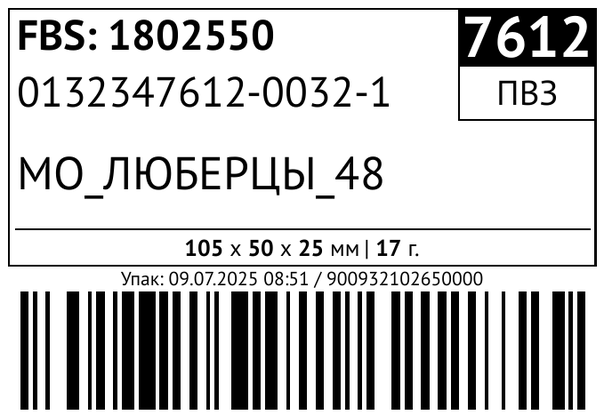 FBS: 1802550
7612
0132347612-0032-1
ПВЗ
МО_ЛЮБЕРЦЫ_48
105 x 50 x 25 мм | 17 г.
Упак: 09.07.2025 08:51 / 900932102650000